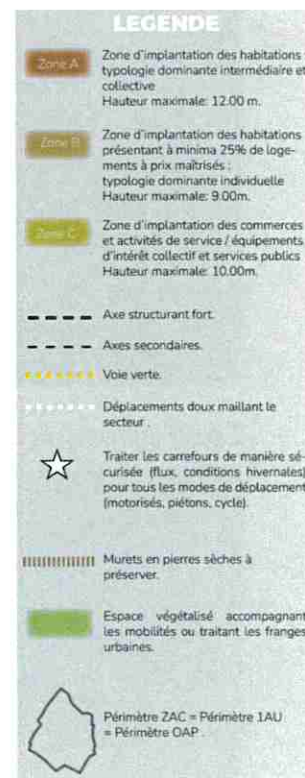 LEGENDE
Zone A
Zone d'implantation des habitations :
typologie dominante intermédiaire et
collective
Hauteur maximale: 12.00 m.
Zone B
Zone d'implantation des habitations
présentant à minima 25% de loge-
ments à prix maîtrisés :
typologie dominante individuelle
Hauteur maximale: 9.00m.
Zone C
Zone d'implantation des commerces
et activités de service / équipements
d'intérêt collectif et services publics
Hauteur maximale: 10.00m.
Axe structurant fort.
Axes secondaires.
Voie verte.
Déplacements doux maillant le
secteur .
Traiter les carrefours de manière sé-
curisée (flux, conditions hivernales)
pour tous les modes de déplacement
(motorisés, piétons, cycle).
Murets en pierres sèches à
préserver.
Espace végétalisé accompagnant
les mobilités ou traitant les franges
urbaines.
Périmètre ZAC = Périmètre 1AU
= Périmètre OAP .